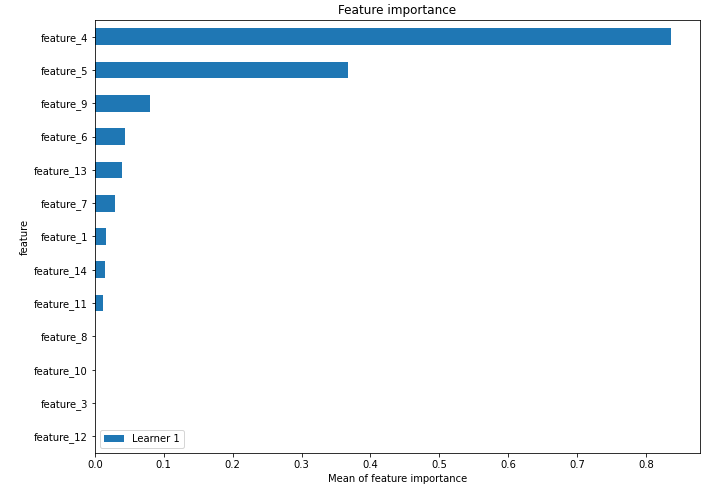 Feature importance
feature_4
feature_5
feature_9
feature_6
feature_13
feature_7
feature_1
feature_14
feature_11
feature_8
feature_10
feature_3
feature_12
feature
Learner 1
0.0 0.1 0.2 0.3 0.4 0.5 0.6 0.7 0.8
Mean of feature importance